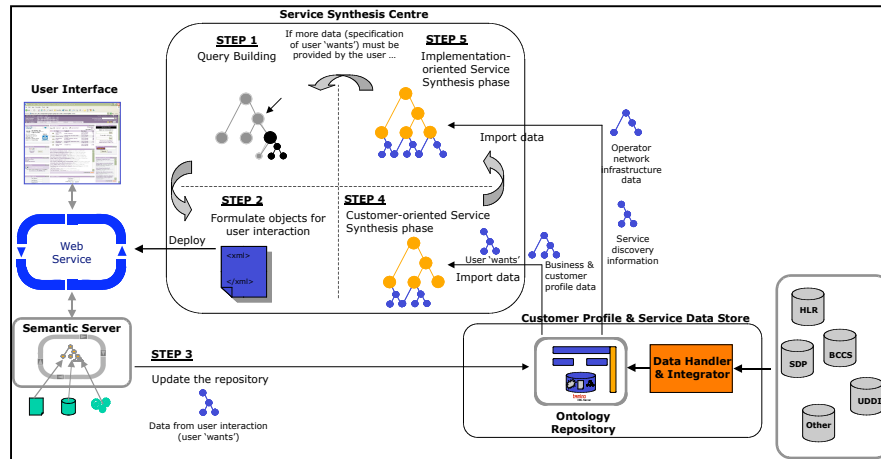 Service Synthesis Centre
STEP 1
Query Building
If more data (specification
of user ‘wants’) must be
provided by the user …
STEP 5
Implementation-
oriented Service
Synthesis phase
User Interface
Import data
Operator
network
infrastructure
data
STEP 2
Formulate objects for
user interaction
STEP 4
Customer-oriented Service
Synthesis phase
Web
Service
Deploy
<xml>
</xml>
User ‘wants’
Import data
Business &
customer
profile data
Service
discovery
information
Semantic Server
STEP 3
Update the repository
Data from user interaction
(user ‘wants’)
Customer Profile & Service Data Store
Ontology
Repository
Data Handler
& Integrator
HLR
SDP
BCCS
UDDI
Other